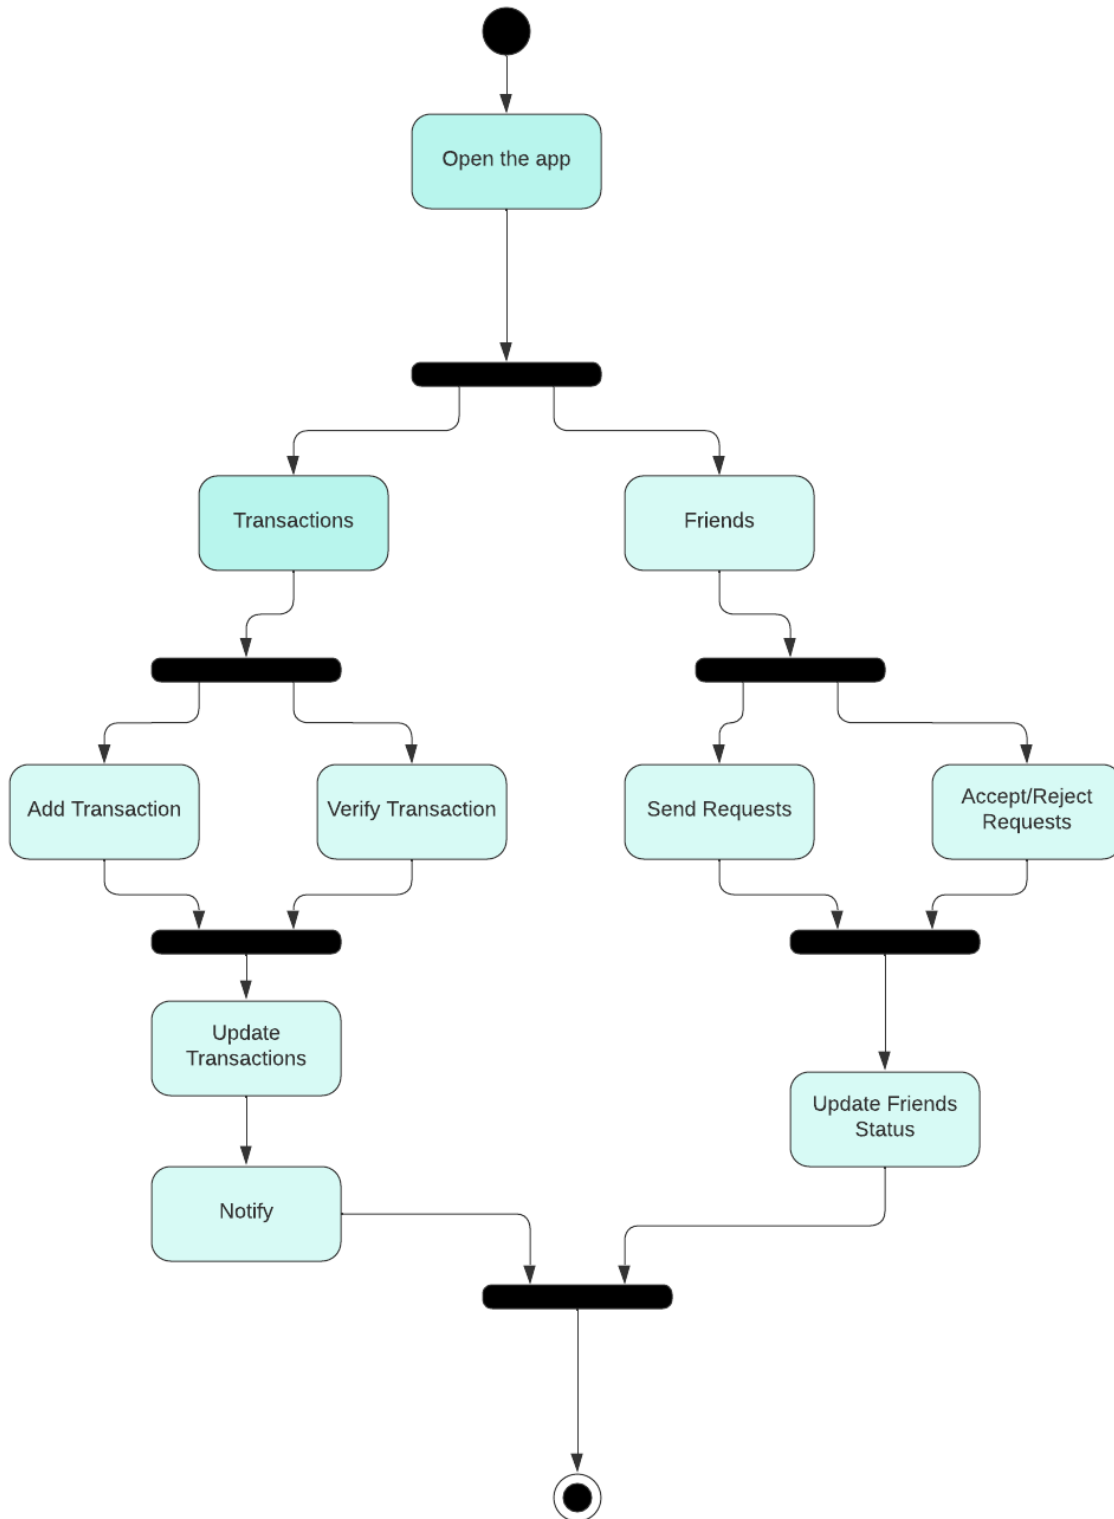 Open the app
Transactions
Friends
Add Transaction
Verify Transaction
Send Requests
Accept/Reject
Requests
Update
Transactions
Update Friends
Status
Notify